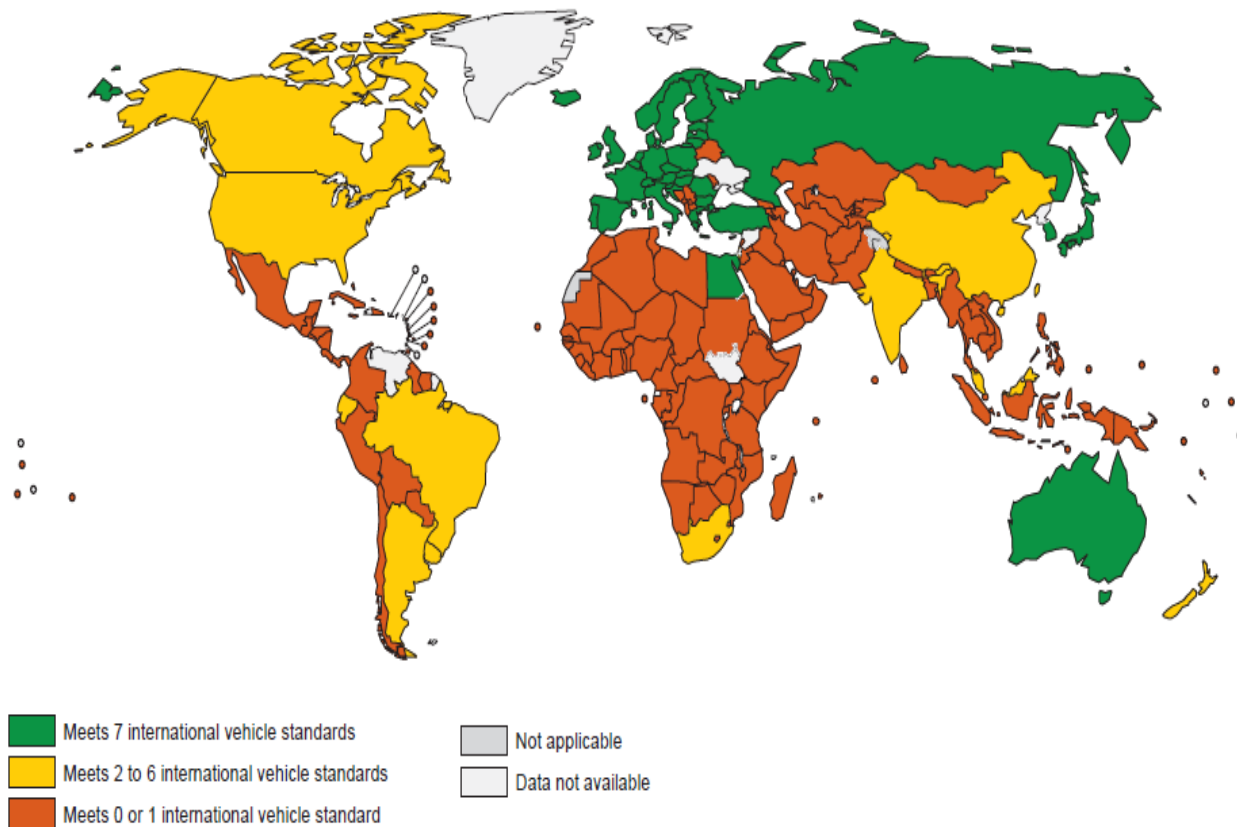 Meets 7 international vehicle standards
Meets 2 to 6 international vehicle standards
Meets 0 or 1 international vehicle standard
Not applicable
Data not available